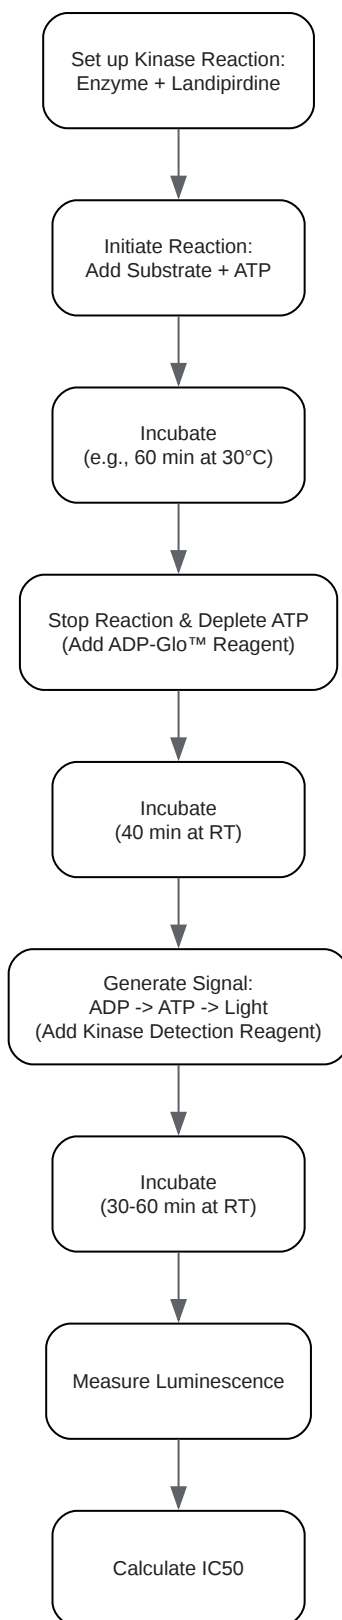 Set up Kinase Reaction:
Enzyme + Landipirdine
Initiate Reaction:
Add Substrate + ATP
Incubate
(e.g., 60 min at 30°C)
Stop Reaction & Deplete ATP
(Add ADP-Glo™ Reagent)
Incubate
(40 min at RT)
Generate Signal:
ADP -> ATP -> Light
(Add Kinase Detection Reagent)
Incubate
(30-60 min at RT)
Measure Luminescence
Calculate IC50